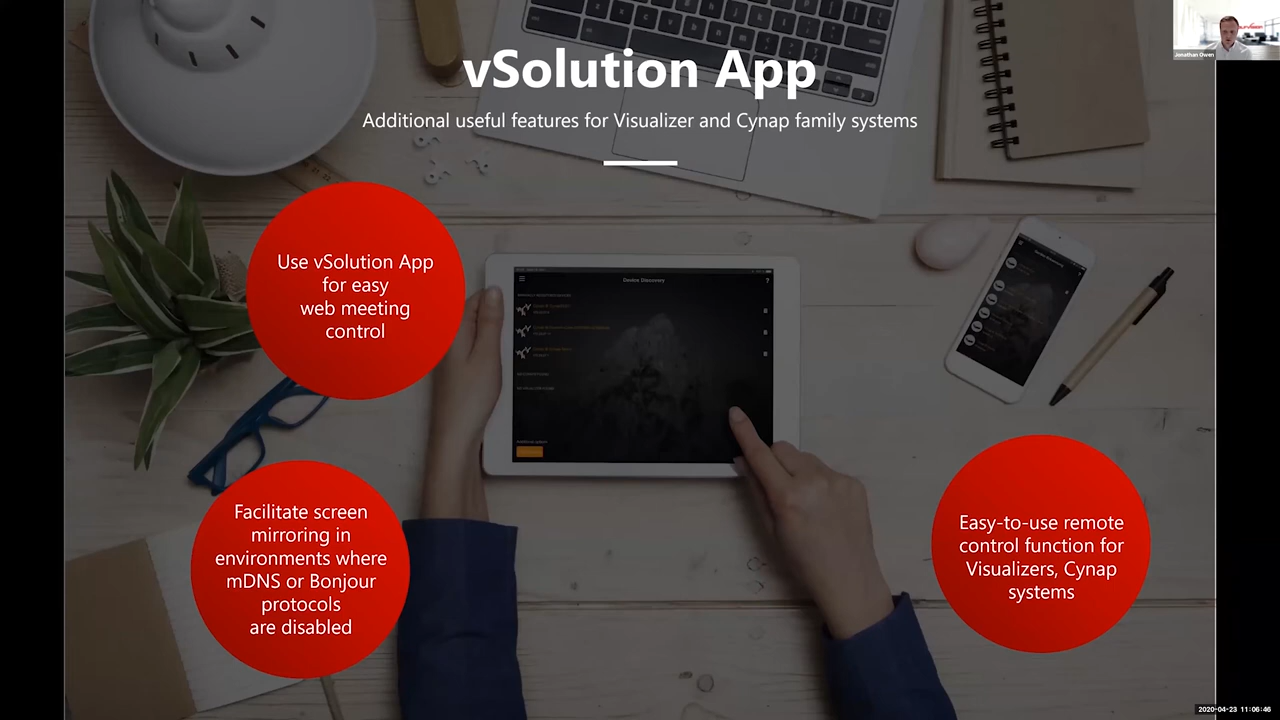 vSolution App
Additional useful features for Visualizer and Cynap family systems
Jonathan Owen
Use vSolution App
for easy
web meeting
control
Device Discovery
?
Facilitate screen
mirroring in
environments where
mDNS or Bonjour
protocols
are disabled
Easy-to-use remote
control function for
Visualizers, Cynap
systems
2020-04-23 11:06:46